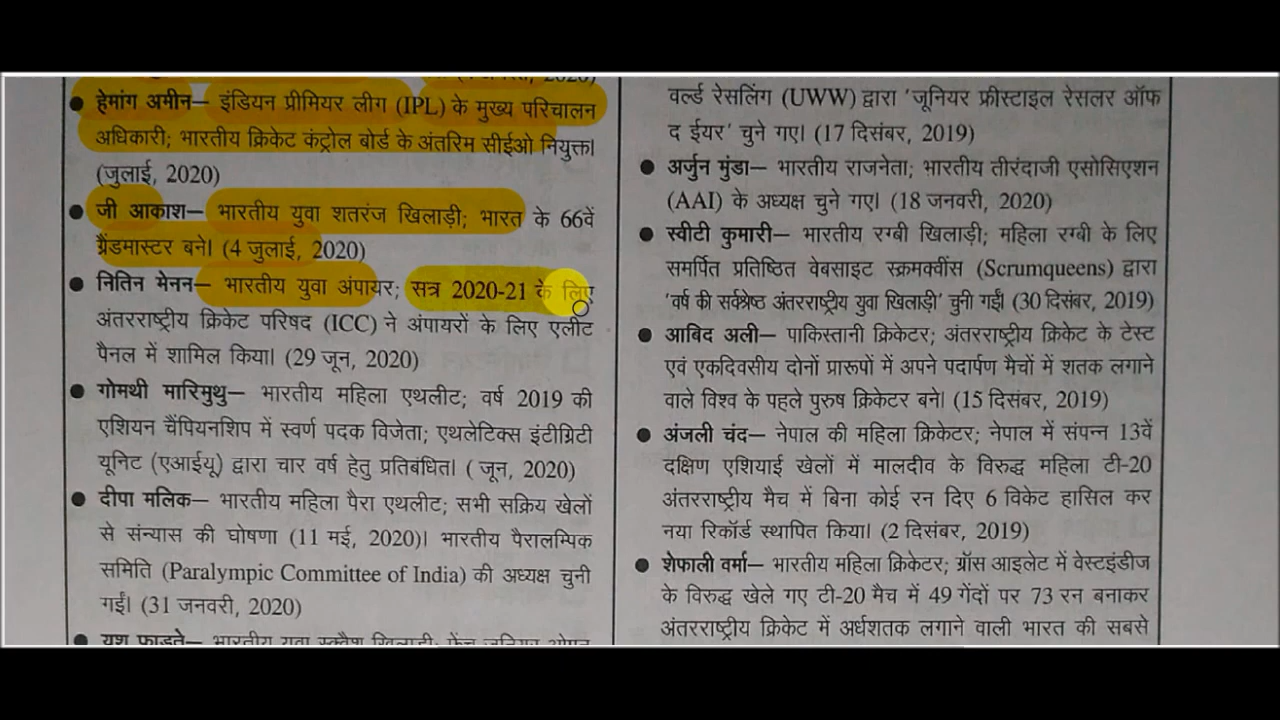 2020)
● हेमांग अमीन– इंडियन प्रीमियर लीग (IPL) के मुख्य परिचालन
अधिकारी; भारतीय क्रिकेट कंट्रोल बोर्ड के अंतरिम सीईओ नियुक्त।
(जुलाई, 2020)
● जी आकाश– भारतीय युवा शतरंज खिलाड़ी; भारत के 66वें
ग्रैंडमास्टर बने। (4 जुलाई, 2020)
● नितिन मेनन– भारतीय युवा अंपायर; सत्र 2020-21 के लिए
अंतरराष्ट्रीय क्रिकेट परिषद (ICC) ने अंपायरों के लिए एलीट
पैनल में शामिल किया। (29 जून, 2020)
● गोमथी मारिमुथु– भारतीय महिला एथलीट; वर्ष 2019 की
एशियन चैंपियनशिप में स्वर्ण पदक विजेता; एथलेटिक्स इंटीग्रिटी
यूनिट (एआईयू) द्वारा चार वर्ष हेतु प्रतिबंधित। ( जून, 2020)
● दीपा मलिक– भारतीय महिला पैरा एथलीट; सभी सक्रिय खेलों
से संन्यास की घोषणा (11 मई, 2020)। भारतीय पैरालम्पिक
समिति (Paralympic Committee of India) की अध्यक्ष चुनी
गईं। (31 जनवरी, 2020)
● यश फाड़ते– भारतीय युवा स्क्वैश खिलाड़ी; फ्रेंच जूनियर ओपन
वर्ल्ड रेसलिंग (UWW) द्वारा 'जूनियर फ्रीस्टाइल रेसलर ऑफ
द ईयर' चुने गए। (17 दिसंबर, 2019)
● अर्जुन मुंडा– भारतीय राजनेता; भारतीय तीरंदाजी एसोसिएशन
(AAI) के अध्यक्ष चुने गए। (18 जनवरी, 2020)
● स्वीटी कुमारी– भारतीय रग्बी खिलाड़ी; महिला रग्बी के लिए
समर्पित प्रतिष्ठित वेबसाइट स्क्रमक्वींस (Scrumqueens) द्वारा
'वर्ष की सर्वश्रेष्ठ अंतरराष्ट्रीय युवा खिलाड़ी' चुनी गईं। (30 दिसंबर, 2019)
● आबिद अली– पाकिस्तानी क्रिकेटर; अंतरराष्ट्रीय क्रिकेट के टेस्ट
एवं एकदिवसीय दोनों प्रारूपों में अपने पदार्पण मैचों में शतक लगाने
वाले विश्व के पहले पुरुष क्रिकेटर बने। (15 दिसंबर, 2019)
● अंजली चंद– नेपाल की महिला क्रिकेटर; नेपाल में संपन्न 13वें
दक्षिण एशियाई खेलों में मालदीव के विरुद्ध महिला टी-20
अंतरराष्ट्रीय मैच में बिना कोई रन दिए 6 विकेट हासिल कर
नया रिकॉर्ड स्थापित किया। (2 दिसंबर, 2019)
● शेफाली वर्मा– भारतीय महिला क्रिकेटर; ग्रॉस आइलेट में वेस्टइंडीज
के विरुद्ध खेले गए टी-20 मैच में 49 गेंदों पर 73 रन बनाकर
अंतरराष्ट्रीय क्रिकेट में अर्धशतक लगाने वाली भारत की सबसे